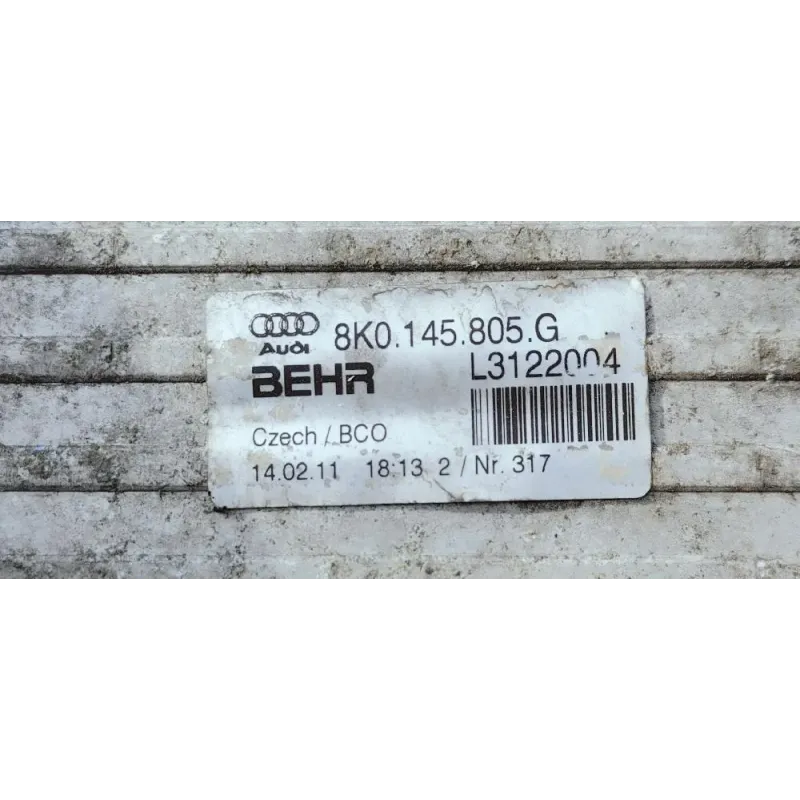 Audi 8K0.145.805.G
BEHR L3122004
Czech / BCO
14.02.11 18:13 2 / Nr. 317